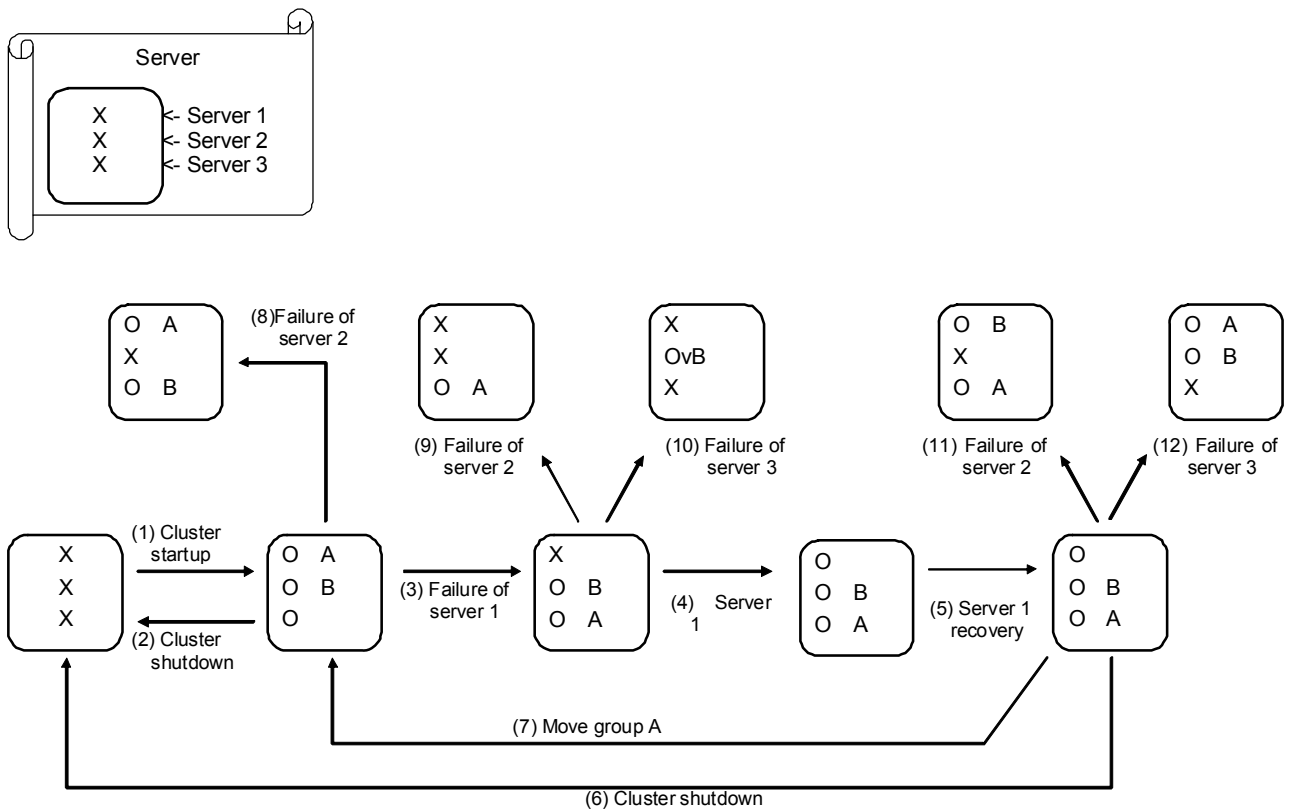 Server
X <- Server 1
X <- Server 2
X <- Server 3
O A
X
O B
(8)Failure of
server 2
X
X
O A
X
OvB
X
O B
X
O A
O A
O B
X
(9) Failure of
server 2
(10) Failure of
server 3
(11) Failure of
server 2
(12) Failure of
server 3
X
X
X
(1) Cluster
startup
(2) Cluster
shutdown
O A
O B
O
(3) Failure of
server 1
X
O B
O A
(4) Server
1
O
O B
O A
(5) Server 1
recovery
O
O B
O A
(7) Move group A
(6) Cluster shutdown